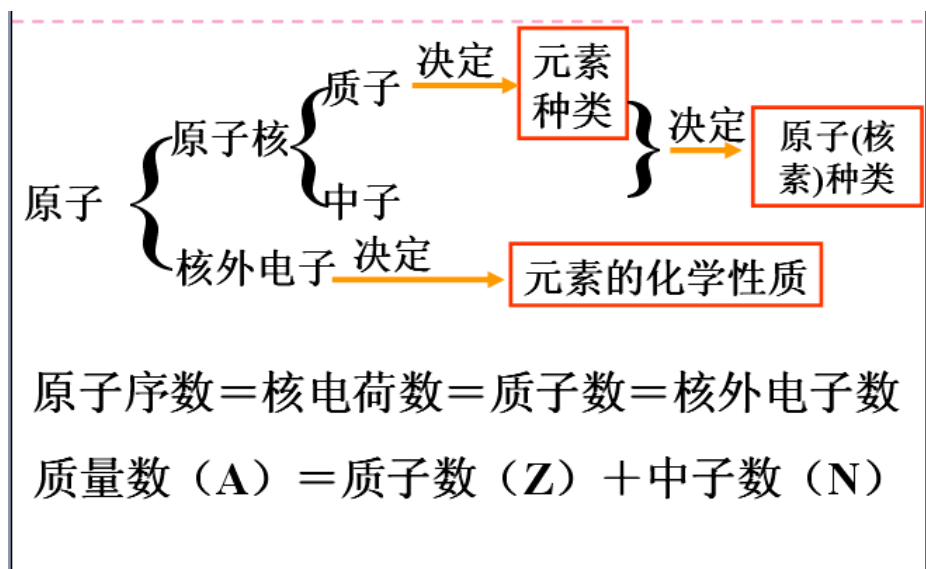 决定
元素
种类
质子
决定
原子核
原子(核
素)种类
原子
中子
核外电子
决定
元素的化学性质
原子序数＝核电荷数＝质子数＝核外电子数
质量数（A）＝质子数（Z）＋中子数（N）